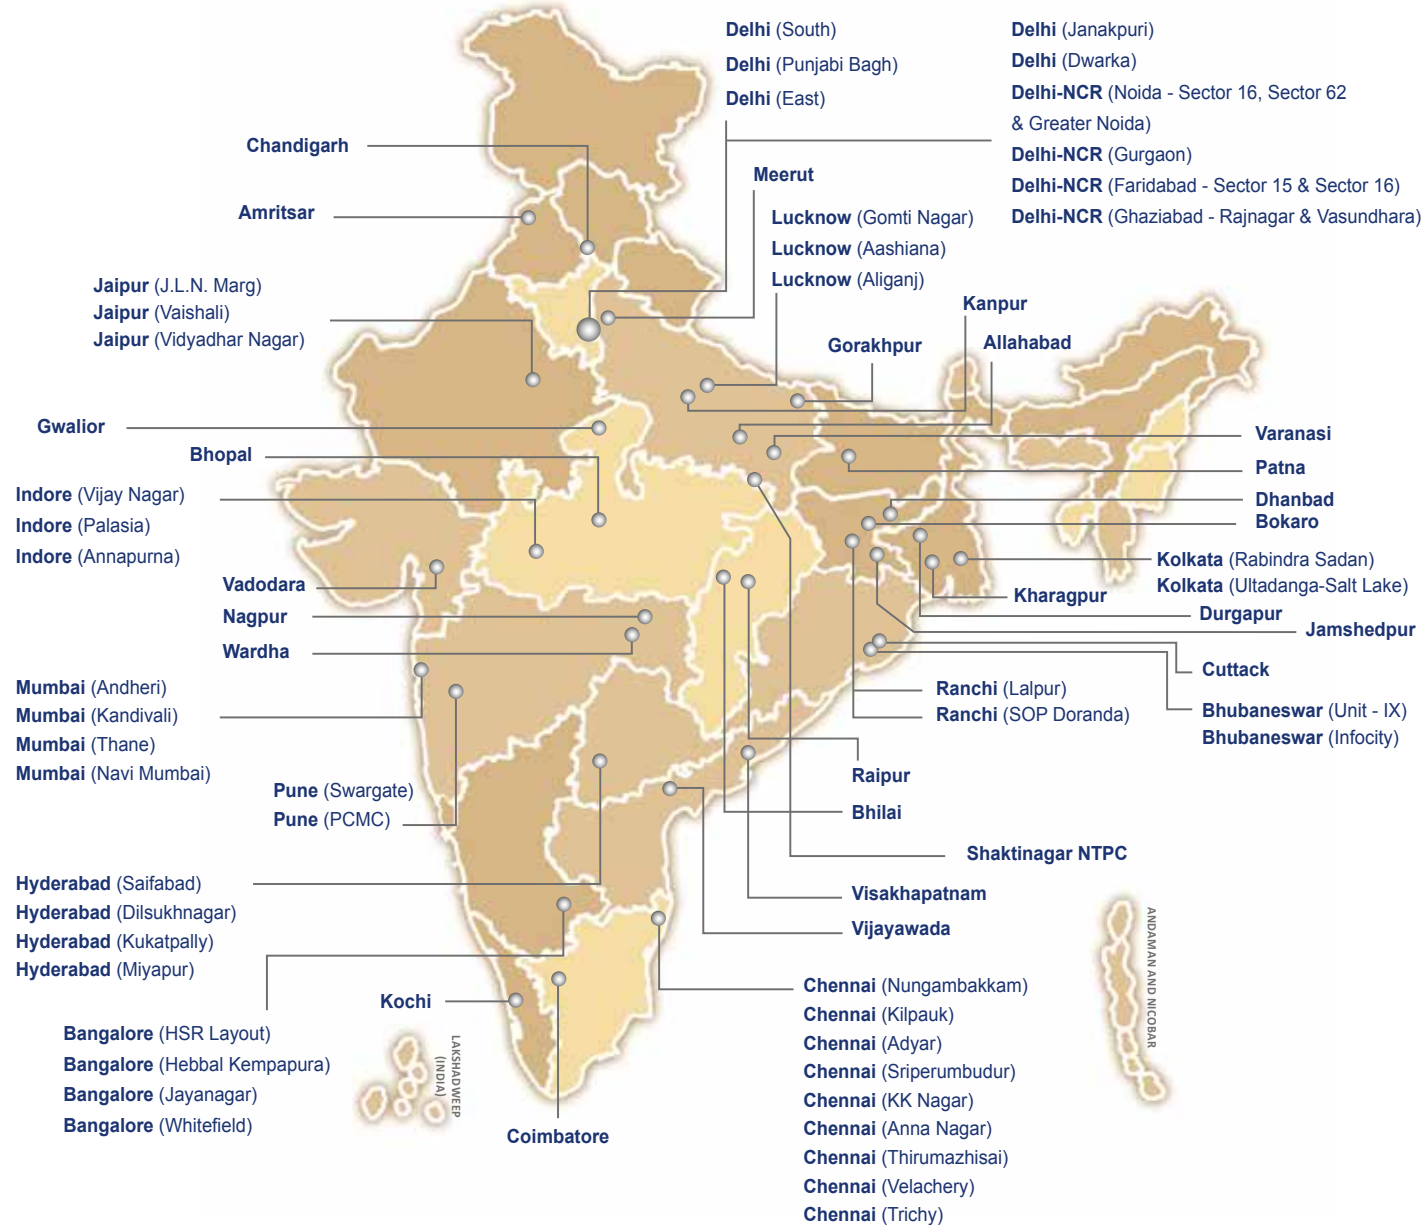 Delhi (South)
Delhi (Punjabi Bagh)
Delhi (East)
Delhi (Janakpuri)
Delhi (Dwarka)
Delhi-NCR (Noida - Sector 16, Sector 62
& Greater Noida)
Delhi-NCR (Gurgaon)
Delhi-NCR (Faridabad - Sector 15 & Sector 16)
Delhi-NCR (Ghaziabad - Rajnagar & Vasundhara)
Chandigarh
Amritsar
Meerut
Lucknow (Gomti Nagar)
Lucknow (Aashiana)
Lucknow (Aliganj)
Jaipur (J.L.N. Marg)
Jaipur (Vaishali)
Jaipur (Vidyadhar Nagar)
Kanpur
Gorakhpur
Allahabad
Gwalior
Bhopal
Indore (Vijay Nagar)
Indore (Palasia)
Indore (Annapurna)
Vadodara
Nagpur
Wardha
Varanasi
Patna
Dhanbad
Bokaro
Kolkata (Rabindra Sadan)
Kolkata (Ultadanga-Salt Lake)
Kharagpur
Durgapur
Jamshedpur
Cuttack
Bhubaneswar (Unit - IX)
Bhubaneswar (Infocity)
Ranchi (Lalpur)
Ranchi (SOP Doranda)
Mumbai (Andheri)
Mumbai (Kandivali)
Mumbai (Thane)
Mumbai (Navi Mumbai)
Pune (Swargate)
Pune (PCMC)
Raipur
Bhilai
Shaktinagar NTPC
Visakhapatnam
Vijayawada
Hyderabad (Saifabad)
Hyderabad (Dilsukhnagar)
Hyderabad (Kukatpally)
Hyderabad (Miyapur)
Kochi
Bangalore (HSR Layout)
Bangalore (Hebbal Kempapura)
Bangalore (Jayanagar)
Bangalore (Whitefield)
LAKSHADWEEP
(INDIA)
Coimbatore
Chennai (Nungambakkam)
Chennai (Kilpauk)
Chennai (Adyar)
Chennai (Sriperumbudur)
Chennai (KK Nagar)
Chennai (Anna Nagar)
Chennai (Thirumazhisai)
Chennai (Velachery)
Chennai (Trichy)
ANDAMAN AND NICOBAR